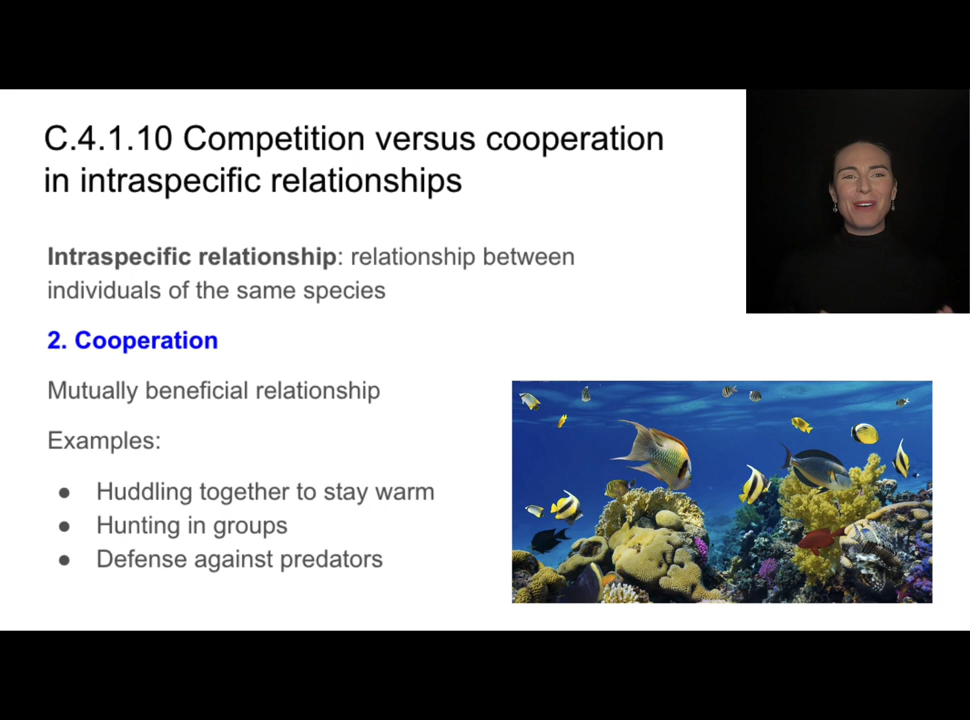 C.4.1.10 Competition versus cooperation
in intraspecific relationships
Intraspecific relationship: relationship between
individuals of the same species
2. Cooperation
Mutually beneficial relationship
Examples:
● Huddling together to stay warm
● Hunting in groups
● Defense against predators